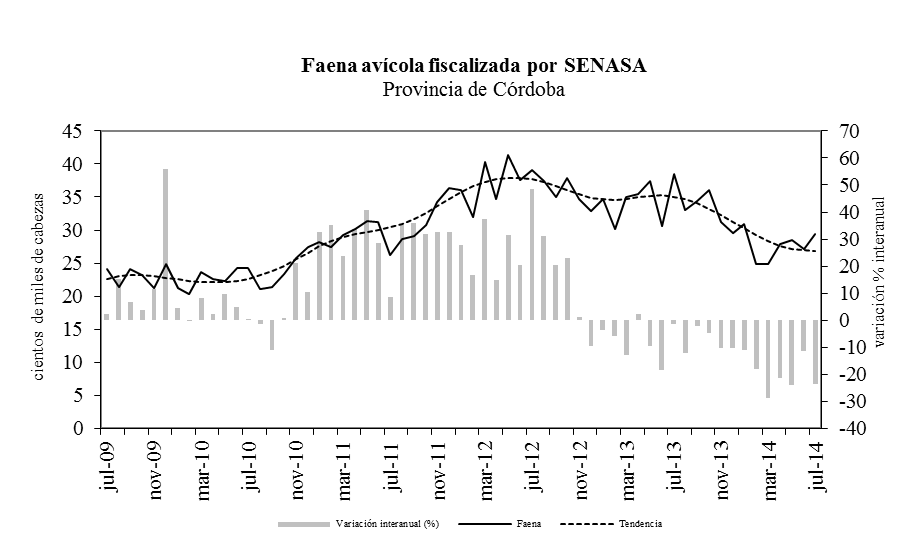 Faena avícola fiscalizada por SENASA
Provincia de Córdoba
cientos de miles de cabezas
45
40
35
30
25
20
15
10
5
0
70
60
50
40
30
20
10
0
-10
-20
-30
-40
variación % interanual
jul-09
nov-09
mar-10
jul-10
nov-10
mar-11
jul-11
nov-11
mar-12
jul-12
nov-12
mar-13
jul-13
nov-13
mar-14
jul-14
Variación interanual (%) Faena Tendencia